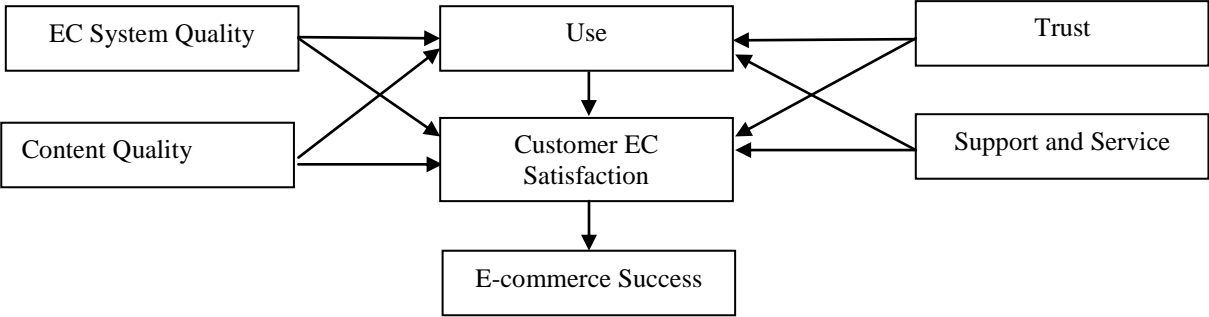 EC System Quality
Use
Trust
Content Quality
Customer EC
Satisfaction
Support and Service
E-commerce Success